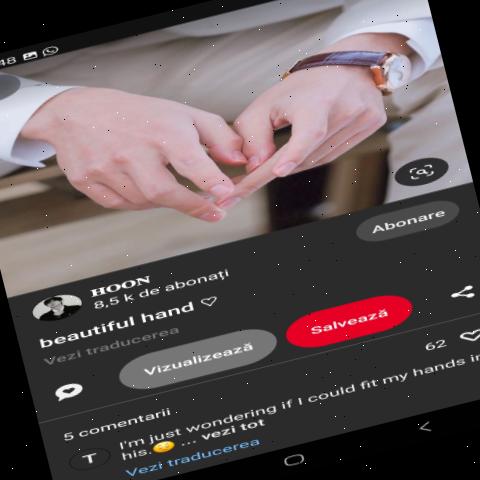 48
Abonare
HOON
8,5 k de abonați
beautiful hand ♡
Vezi traducerea
Vizualizează
Salvează
62
5 comentarii
T
I'm just wondering if I could fit my hands in
his.😳 ... vezi tot
Vezi traducerea